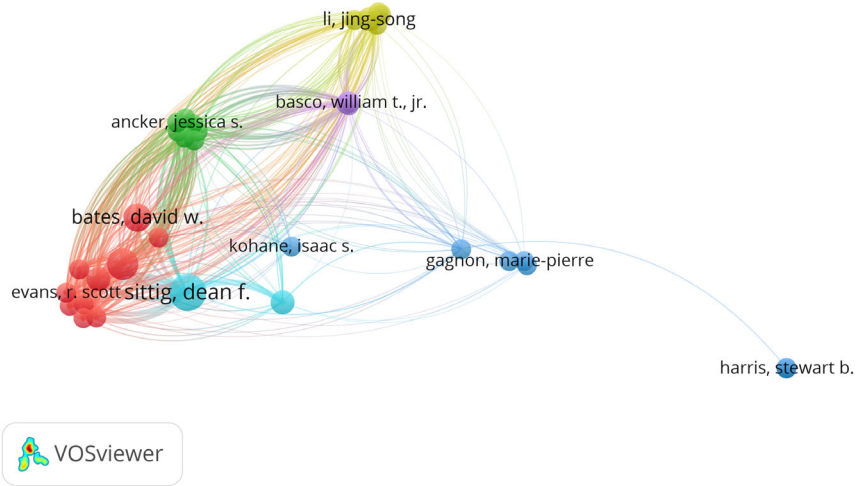 li, jing-song
basco, william t., jr.
ancker, jessica s.
bates, david w.
kohane, isaac s.
gagnon, marie-pierre
evans, r. scott
sittig, dean f.
harris, stewart b.
VOSviewer